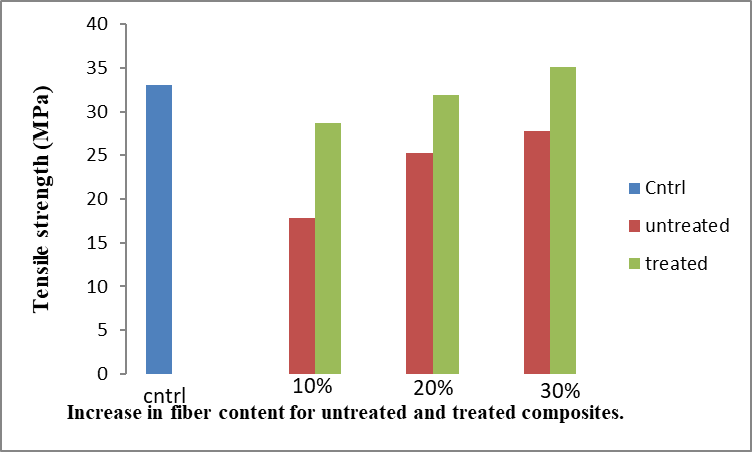 40
35
30
25
20
15
10
5
0
Tensile strength (MPa)
cntrl
10%
20%
30%
Increase in fiber content for untreated and treated composites.
Cntrl
untreated
treated